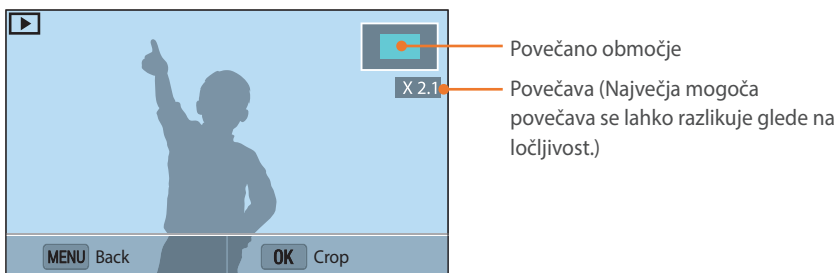 Povečano območje
X 2.1
Povečava (Največja mogoča
povečava se lahko razlikuje glede na
ločljivost.)
MENU Back
OK Crop